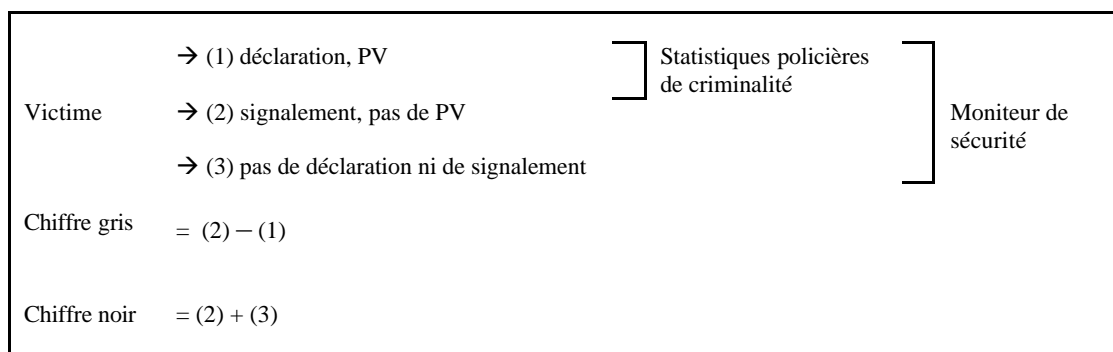 → (1) déclaration, PV
Statistiques policières
de criminalité
Victime
→ (2) signalement, pas de PV
Moniteur de
sécurité
→ (3) pas de déclaration ni de signalement
Chiffre gris = (2) – (1)
Chiffre noir = (2) + (3)